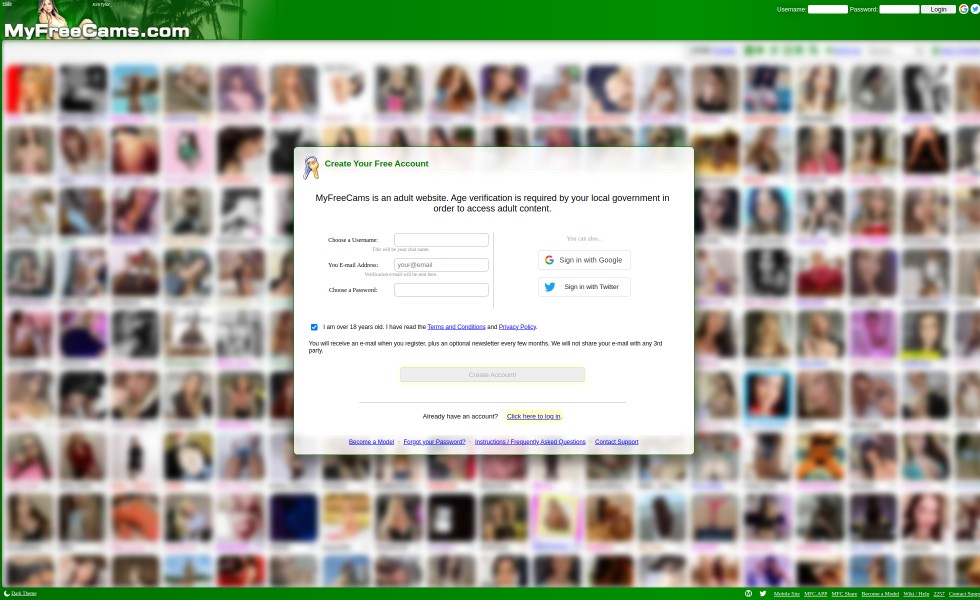 Username: Password: Login
MyFreeCams.com
Create Your Free Account
MyFreeCams is an adult website. Age verification is required by your local government in
order to access adult content.
Choose a Username:
This will be your chat name.
You E-mail Address: your@email
Verification e-mail will be sent here.
Choose a Password:
You can also...
Sign in with Google
Sign in with Twitter
I am over 18 years old. I have read the Terms and Conditions and Privacy Policy.
You will receive an e-mail when you register, plus an optional newsletter every few months. We will not share your e-mail with any 3rd
party.
Create Account!
Already have an account? Click here to log in.
Become a Model - Forgot your Password? - Instructions / Frequently Asked Questions - Contact Support
Dark Theme
Mobile Site MFC.APP MFC Share Become a Model Wiki / Help 2257 Contact